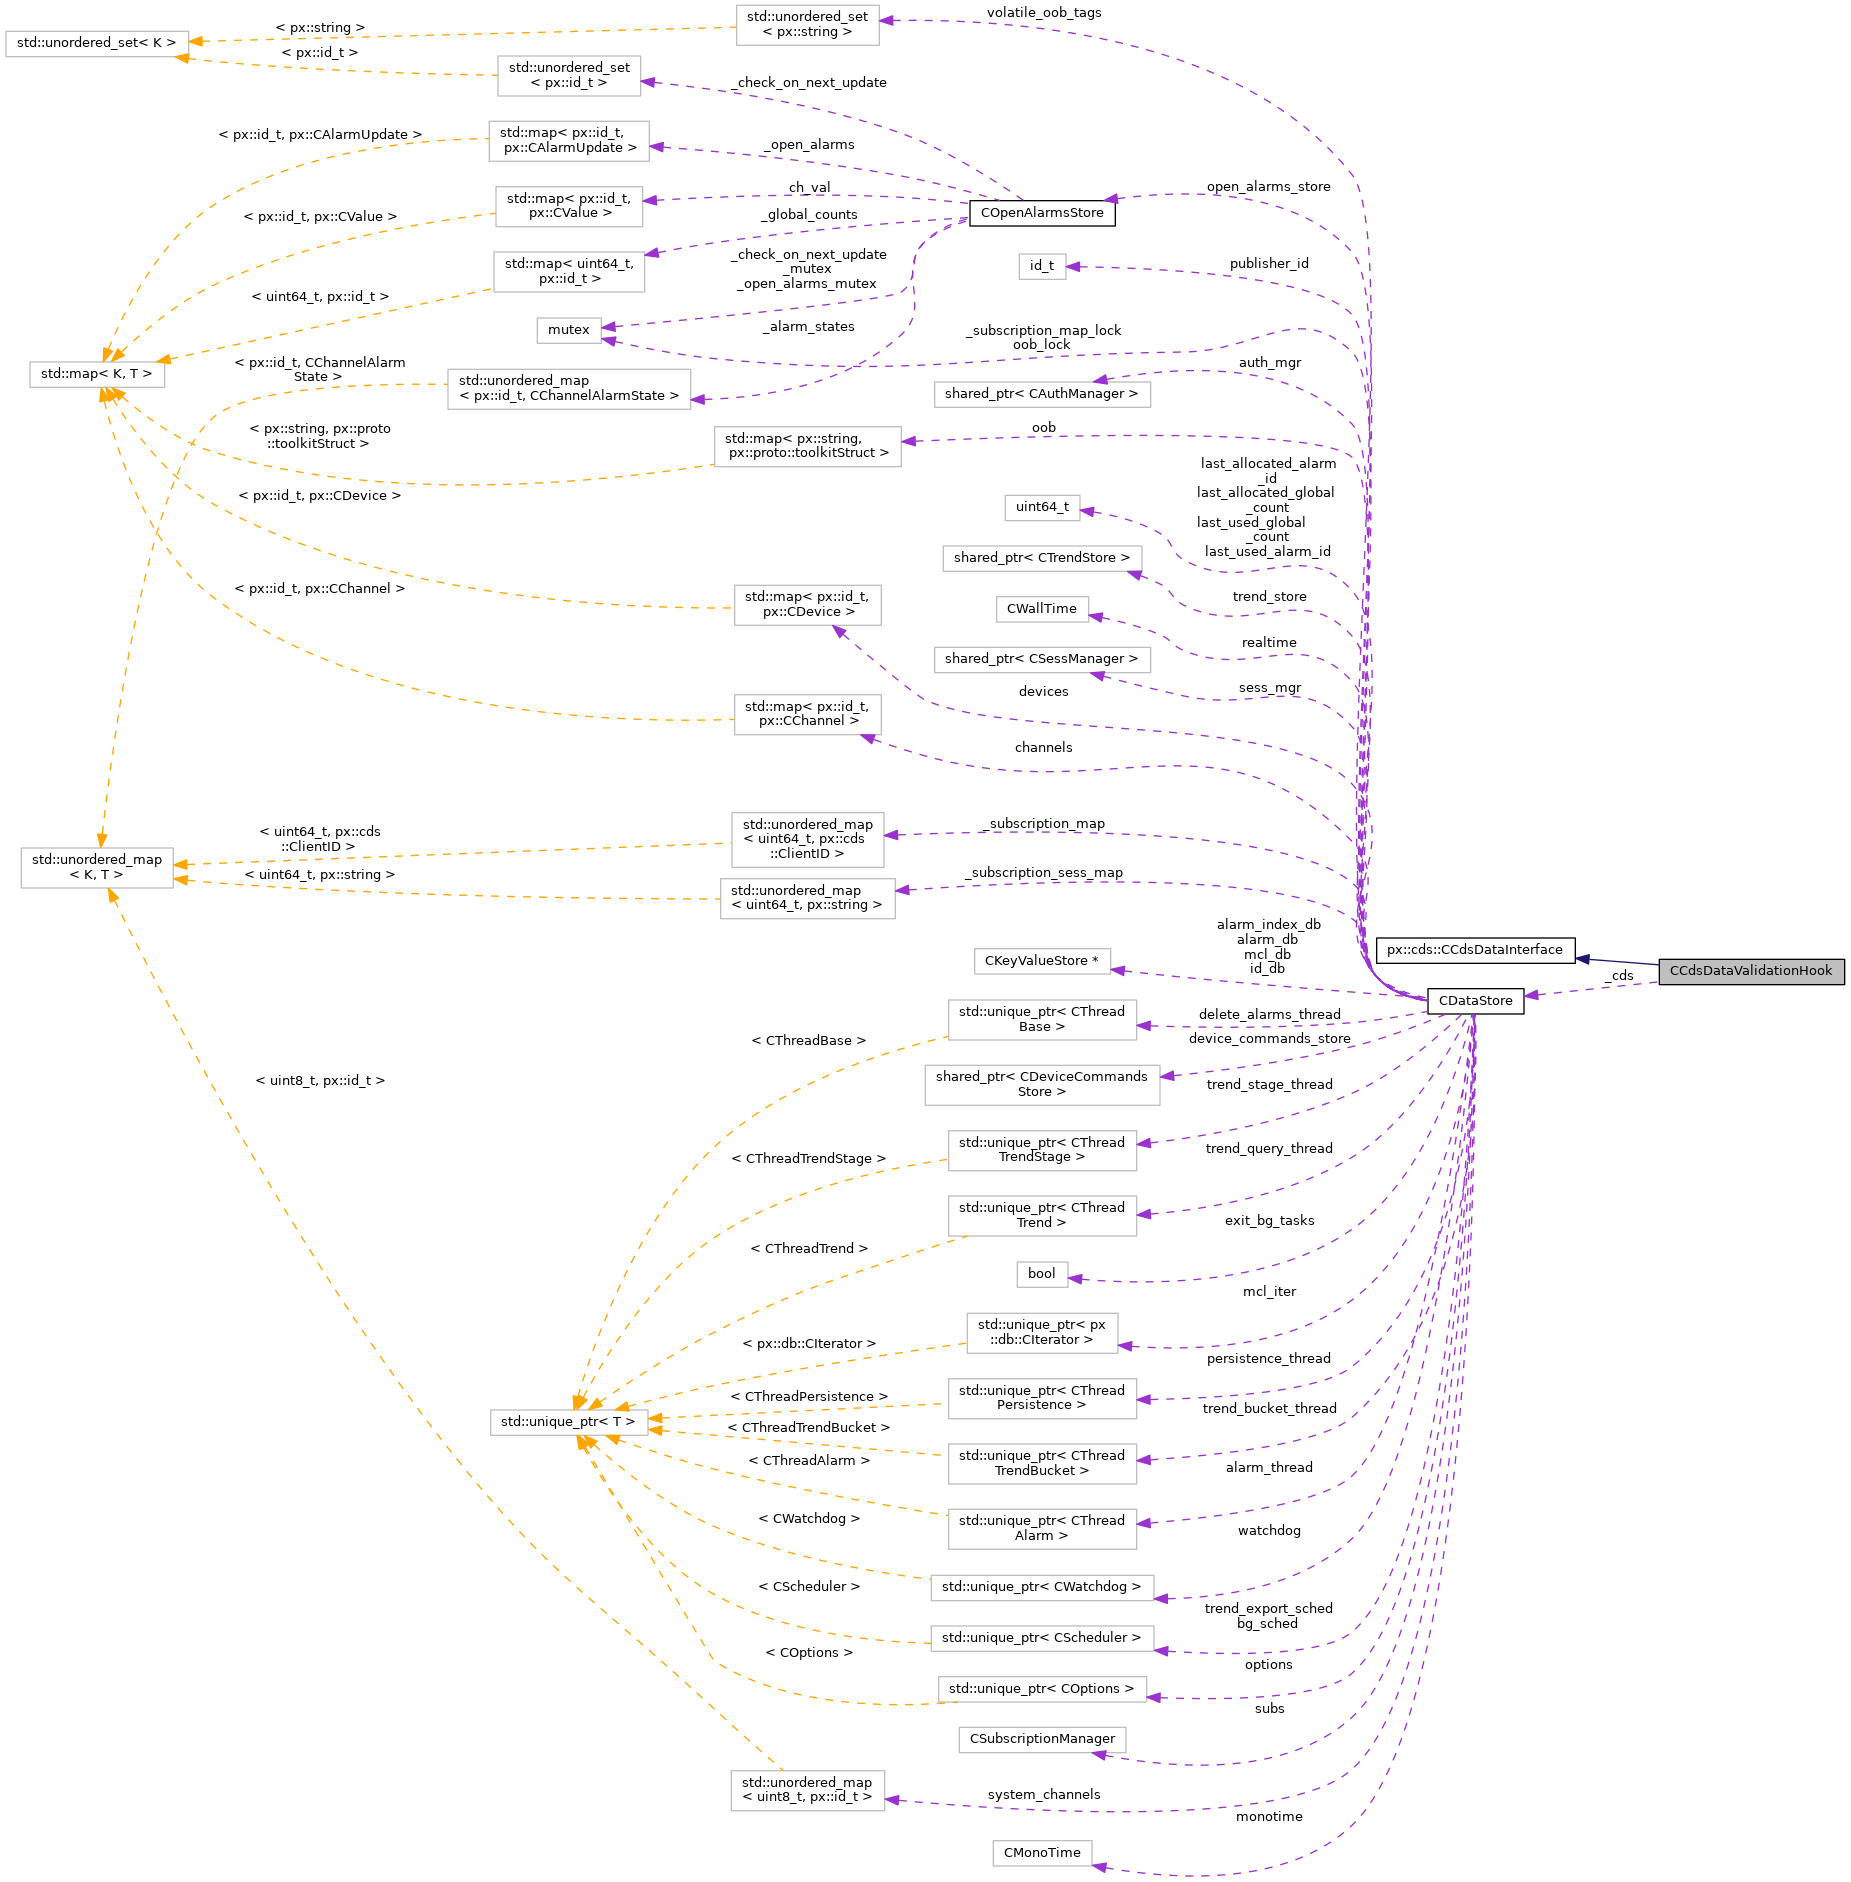 std::unordered_set< K >
< px::string >
< px::id_t >
std::unordered_set
< px::string >
volatile_oob_tags
std::unordered_set
< px::id_t >
_check_on_next_update
< px::id_t, px::CAlarmUpdate >
std::map< px::id_t,
px::CAlarmUpdate >
_open_alarms
< px::id_t, px::CValue >
std::map< px::id_t,
px::CValue >
ch_val
COpenAlarmsStore
open_alarms_store
_global_counts
< uint64_t, px::id_t >
std::map< uint64_t,
px::id_t >
_check_on_next_update
_mutex
_open_alarms_mutex
id_t
publisher_id
mutex
_alarm_states
_subscription_map_lock
oob_lock
std::map< K, T >
< px::id_t, CChannelAlarm
State >
std::unordered_map
< px::id_t, CChannelAlarmState >
shared_ptr< CAuthManager >
auth_mgr
< px::string, px::proto
::toolkitStruct >
std::map< px::string,
px::proto::toolkitStruct >
oob
< px::id_t, px::CDevice >
uint64_t
last_allocated_alarm
_id
last_allocated_global
_count
last_used_global
_count
last_used_alarm_id
shared_ptr< CTrendStore >
trend_store
< px::id_t, px::CChannel >
std::map< px::id_t,
px::CDevice >
CWallTime
realtime
shared_ptr< CSessManager >
sess_mgr
devices
std::map< px::id_t,
px::CChannel >
channels
std::unordered_map
< K, T >
< uint64_t, px::cds
::ClientID >
std::unordered_map
< uint64_t, px::cds
::ClientID >
_subscription_map
< uint64_t, px::string >
std::unordered_map
< uint64_t, px::string >
_subscription_sess_map
CKeyValueStore *
alarm_index_db
alarm_db
mcl_db
id_db
px::cds::CCdsDataInterface
CCdsDataValidationHook
_cds
CDataStore
< CThreadBase >
std::unique_ptr< CThread
Base >
delete_alarms_thread
device_commands_store
shared_ptr< CDeviceCommands
Store >
< uint8_t, px::id_t >
trend_stage_thread
< CThreadTrendStage >
std::unique_ptr< CThread
TrendStage >
trend_query_thread
< CThreadTrend >
std::unique_ptr< CThread
Trend >
exit_bg_tasks
bool
mcl_iter
< px::db::CIterator >
std::unique_ptr< px
::db::CIterator >
persistence_thread
< CThreadPersistence >
std::unique_ptr< CThread
Persistence >
trend_bucket_thread
std::unique_ptr< T >
< CThreadTrendBucket >
std::unique_ptr< CThread
TrendBucket >
alarm_thread
< CThreadAlarm >
std::unique_ptr< CThread
Alarm >
watchdog
< CWatchdog >
std::unique_ptr< CWatchdog >
< CScheduler >
trend_export_sched
bg_sched
std::unique_ptr< CScheduler >
< COptions >
options
std::unique_ptr< COptions >
subs
CSubscriptionManager
std::unordered_map
< uint8_t, px::id_t >
system_channels
monotime
CMonoTime